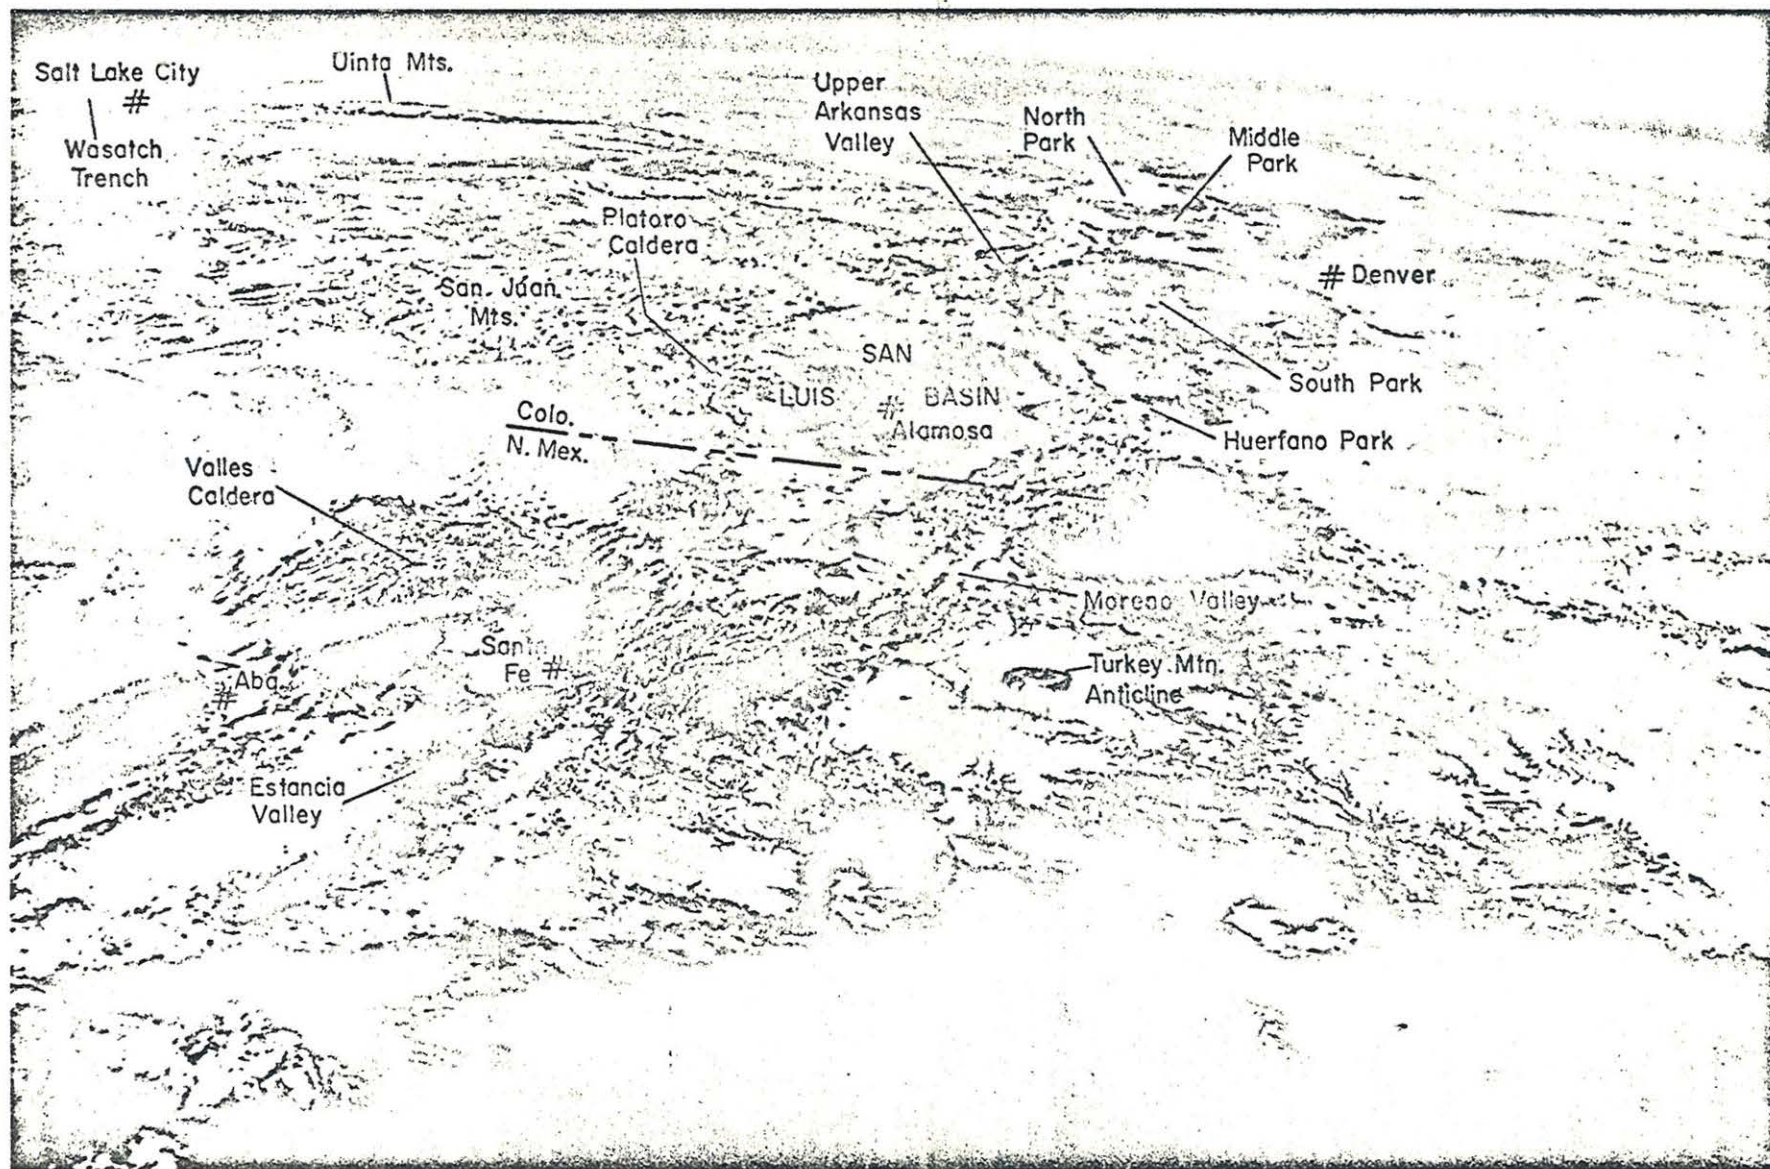 Salt Lake City
#
Wasatch
Trench
Uinta Mts.
Upper
Arkansas
Valley
North
Park
Middle
Park
Platoro
Caldera
San Juan
Mts.
# Denver
SAN
LUIS # BASIN
Alamosa
South Park
Huerfano Park
Colo.
N. Mex.
Valles
Caldera
Moreno Valley
Santa
Fe #
Turkey Mtn.
Anticline
Abq
#
Estancia
Valley